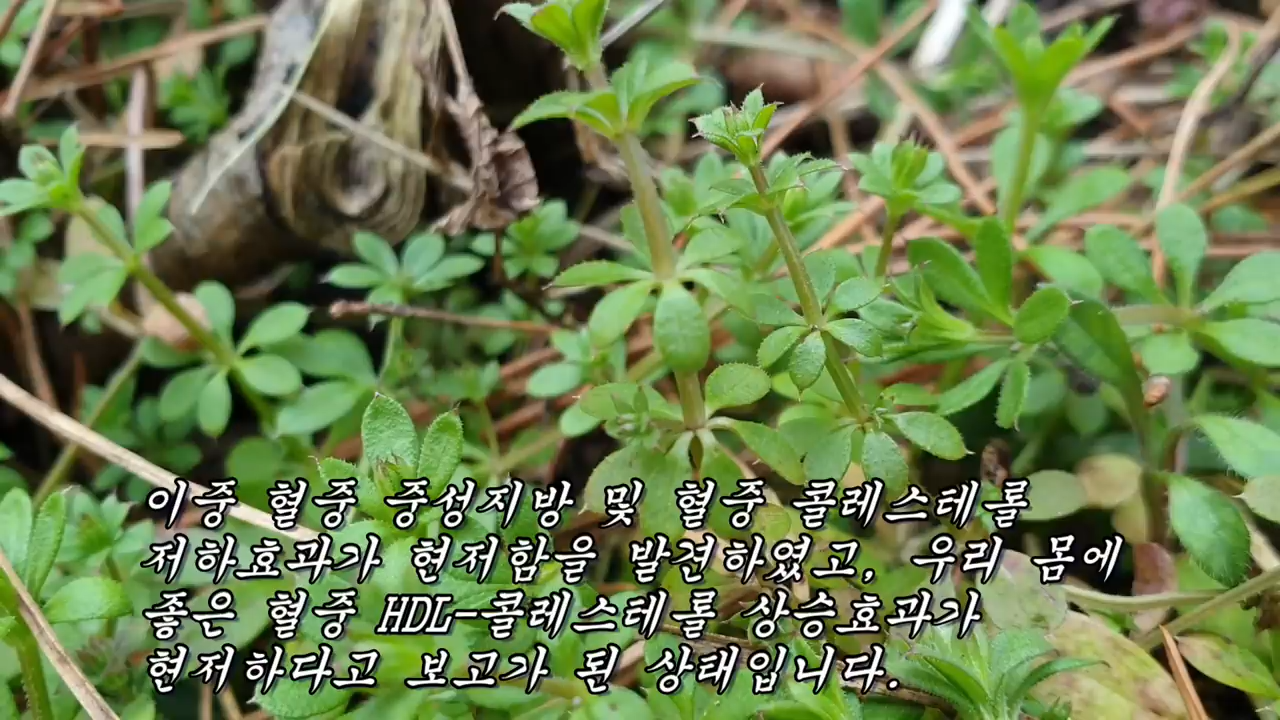 이중 혈중 중성지방 및 혈중 콜레스테롤
저하효과가 현저함을 발견하였고, 우리 몸에
좋은 혈중 HDL-콜레스테롤 상승효과가
현저하다고 보고가 된 상태입니다.